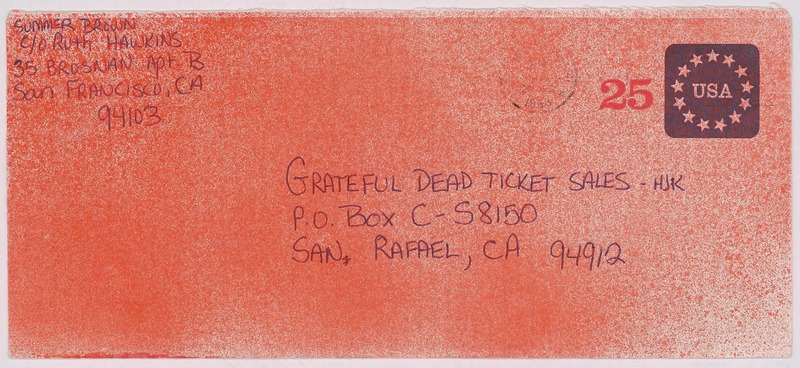 SUMMER BROWN
C/O RUTH HAWKINS
35 BROSNAN Apt. B
San FRANCISCO, CA
94103
25
USA
GRATEFUL DEAD TICKET SALES - HJK
P.O. BOX C-S8150
SAN, RAFAEL, CA 94912